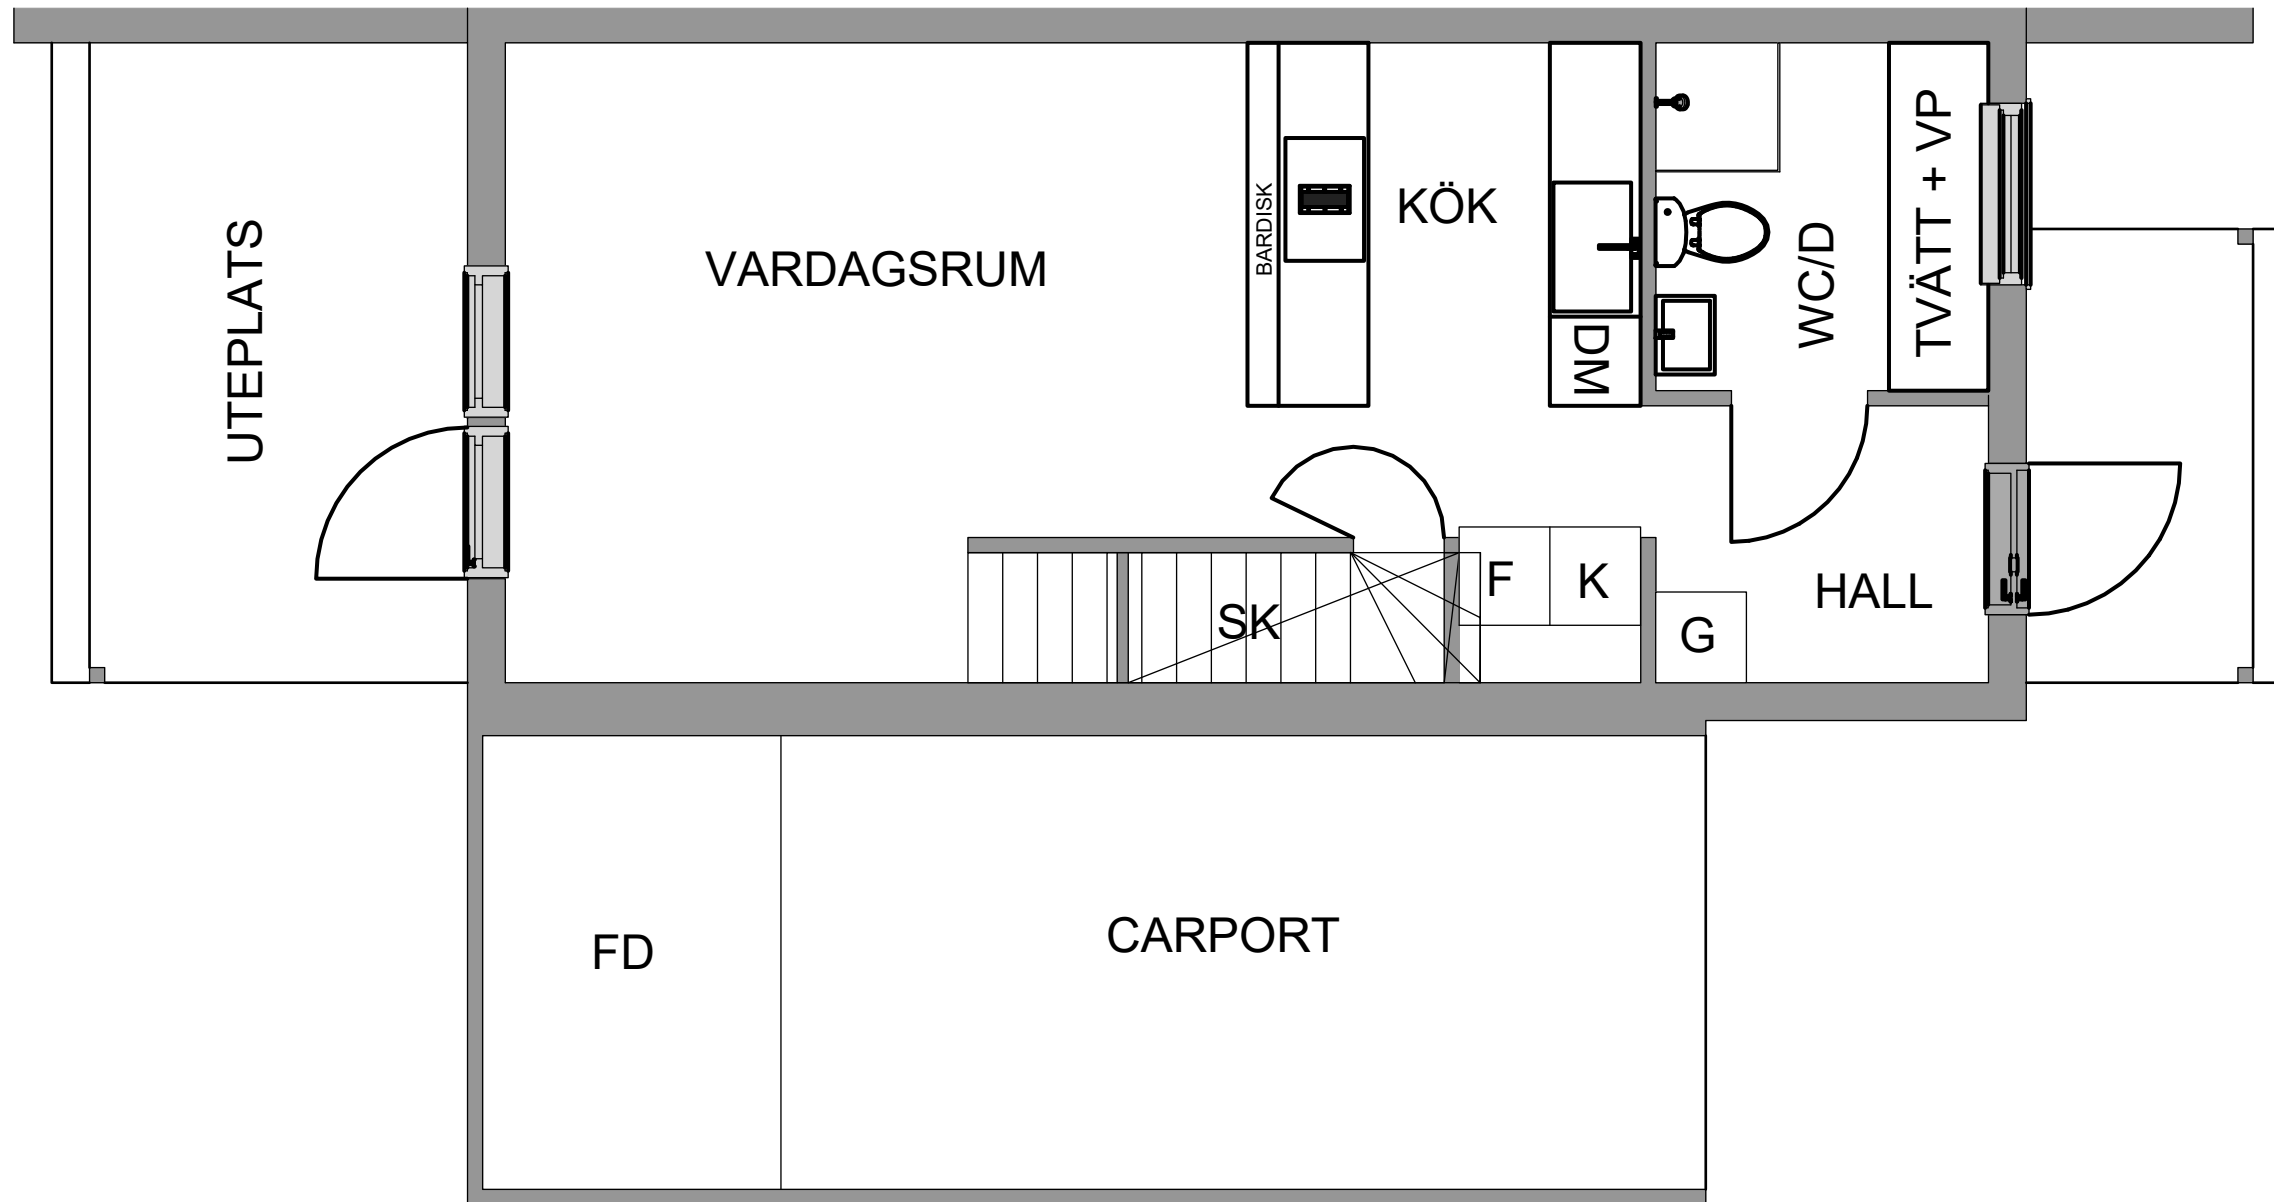 UTEPLATS
VARDAGSRUM
BARDISK
KÖK
DM
WC/D
TVÄTT + VP
SK
F
K
G
HALL
FD
CARPORT